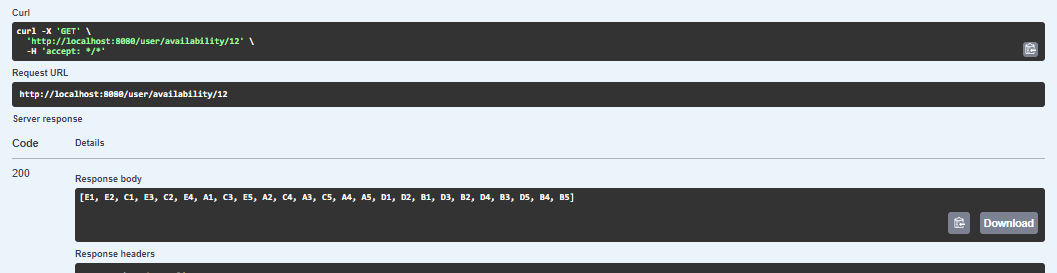 Curl
curl -X 'GET' \
'http://localhost:8080/user/availability/12' \
-H 'accept: */*'
Request URL
http://localhost:8080/user/availability/12
Server response
Code Details
200
Response body
[E1, E2, C1, E3, C2, E4, A1, C3, E5, A2, C4, A3, C5, A4, A5, D1, D2, B1, D3, B2, D4, B3, D5, B4, B5]
Download
Response headers